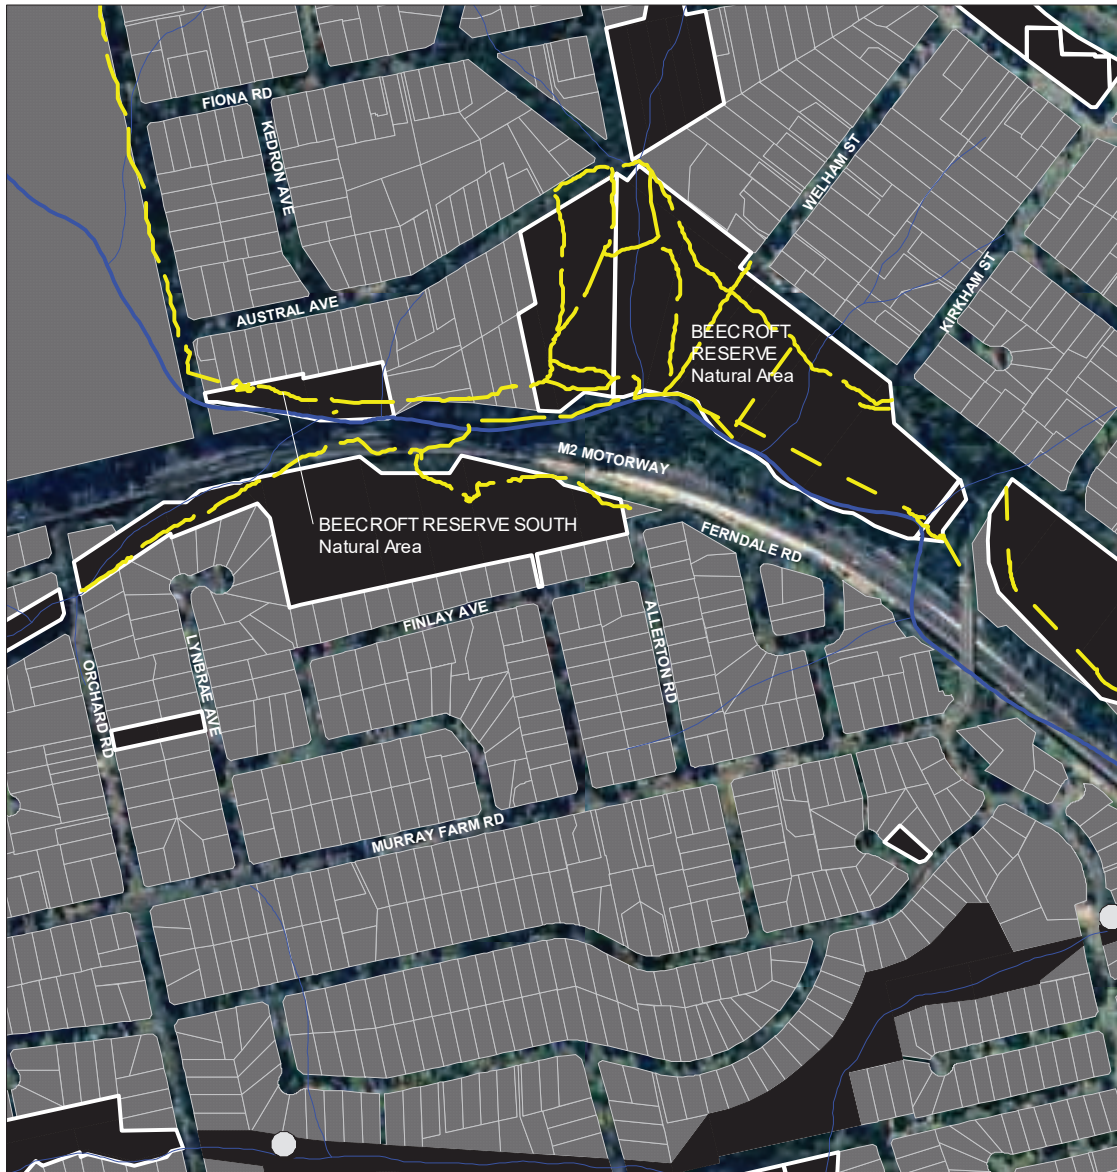 FIONA RD
KEDRON AVE
WELHAM ST
KIRKHAM ST
AUSTRAL AVE
BEECROFT
RESERVE
Natural Area
M2 MOTORWAY
BEECROFT RESERVE SOUTH
Natural Area
FERNDALE RD
FINLAY AVE
ALLERTON RD
LYNBRAE AVE
ORCHARD RD
MURRAY FARM RD